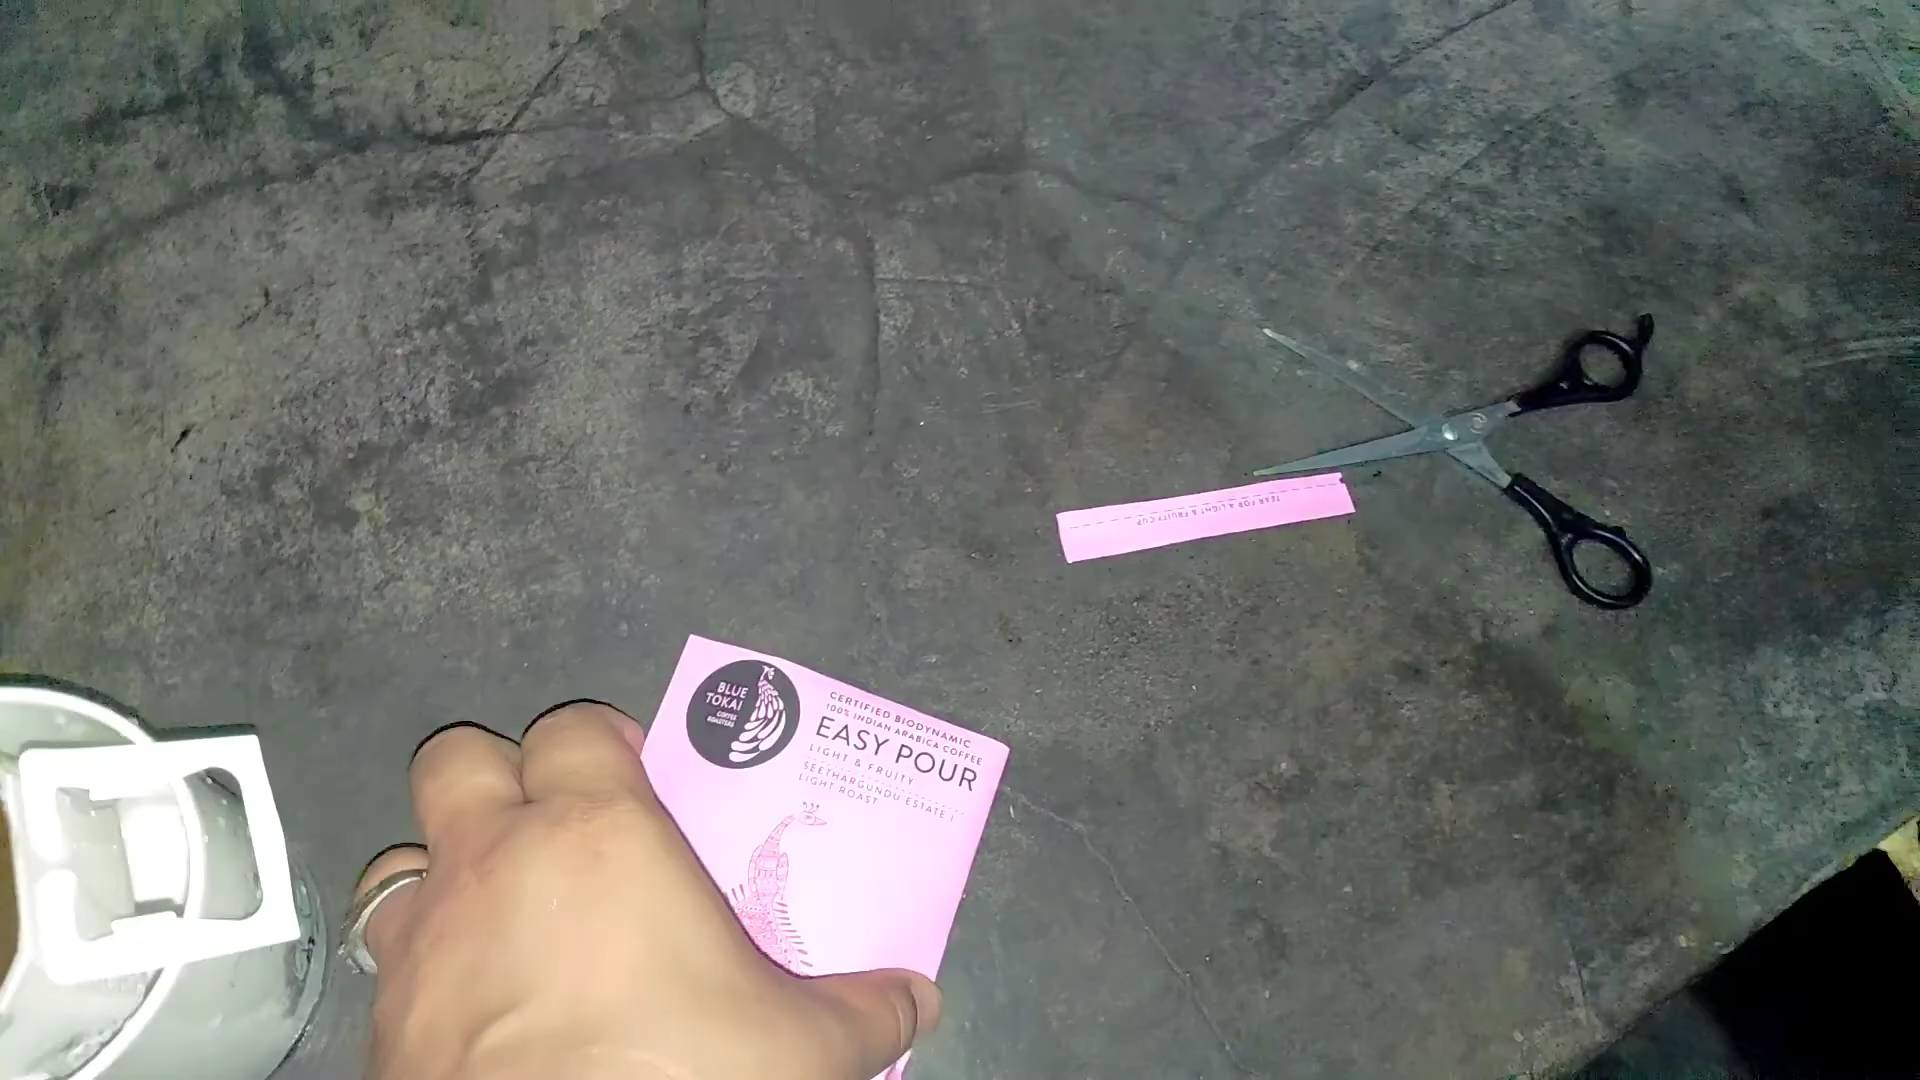 TEAR FOR A LIGHT & FRUITY CUP
BLUE
TOKAI
COFFEE
ROASTERS
CERTIFIED BIODYNAMIC
100% INDIAN ARABICA COFFEE
EASY POUR
LIGHT & FRUITY
SEETHARGUNDU ESTATE |
LIGHT ROAST